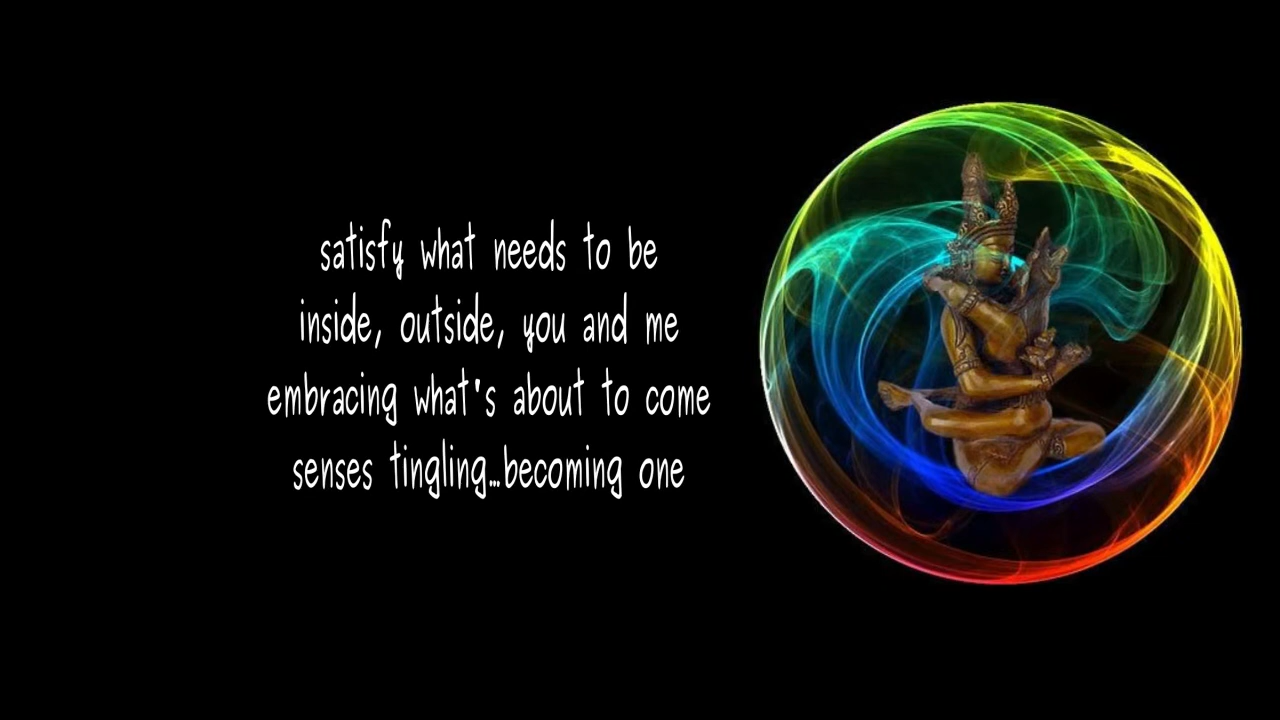 satisfy what needs to be
inside, outside, you and me
embracing what's about to come
senses tingling...becoming one